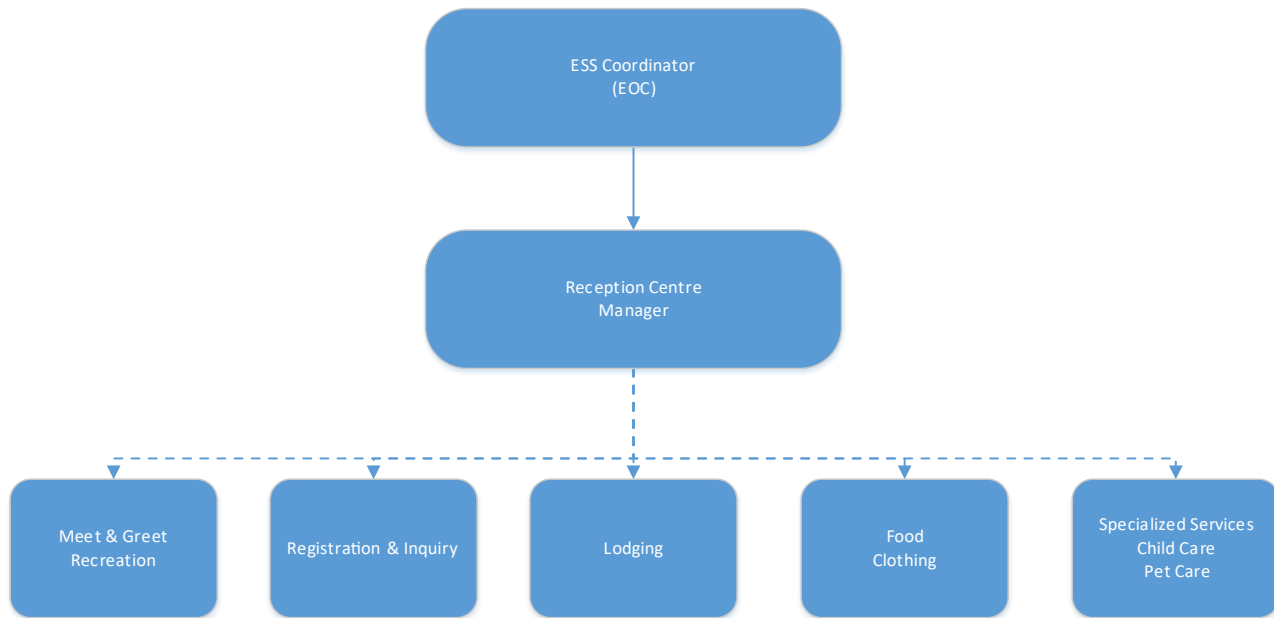 ESS Coordinator
(EOC)
Reception Centre
Manager
Meet & Greet
Recreation
Registration & Inquiry
Lodging
Food
Clothing
Specialized Services
Child Care
Pet Care